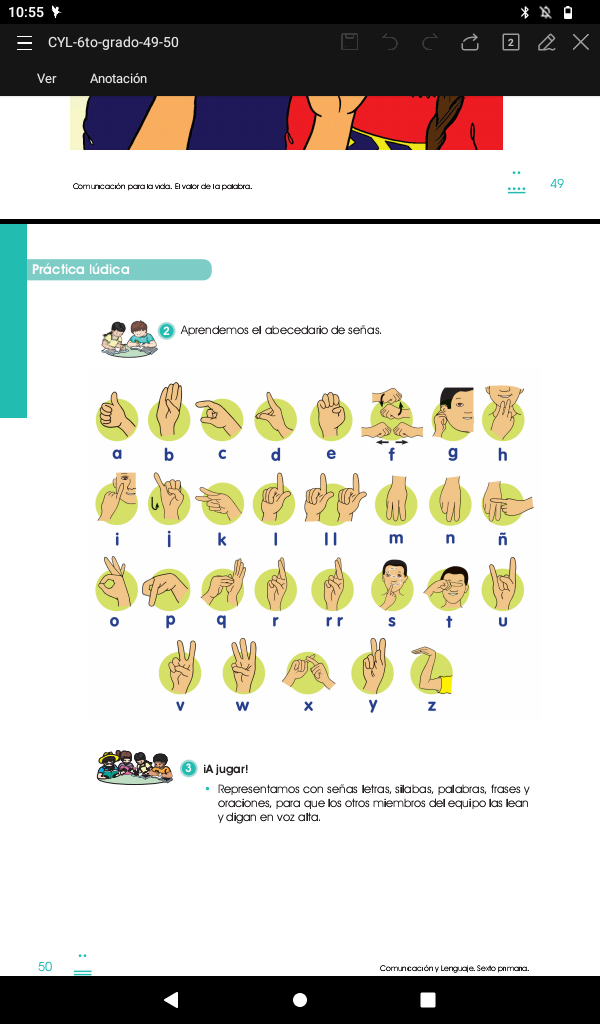 10:55
CYL-6to-grado-49-50
2
Ver Anotación
Comunicación para la vida. El valor de la palabra.
49
Práctica lúdica
2 Aprendemos el abecedario de señas.
a b c d e f g h
i j k l ll m n ñ
o p q r rr s t u
v w x y z
3 ¡A jugar!
• Representamos con señas letras, sílabas, palabras, frases y
oraciones, para que los otros miembros del equipo las lean
y digan en voz alta.
50
Comunicación y Lenguaje. Sexto primaria.